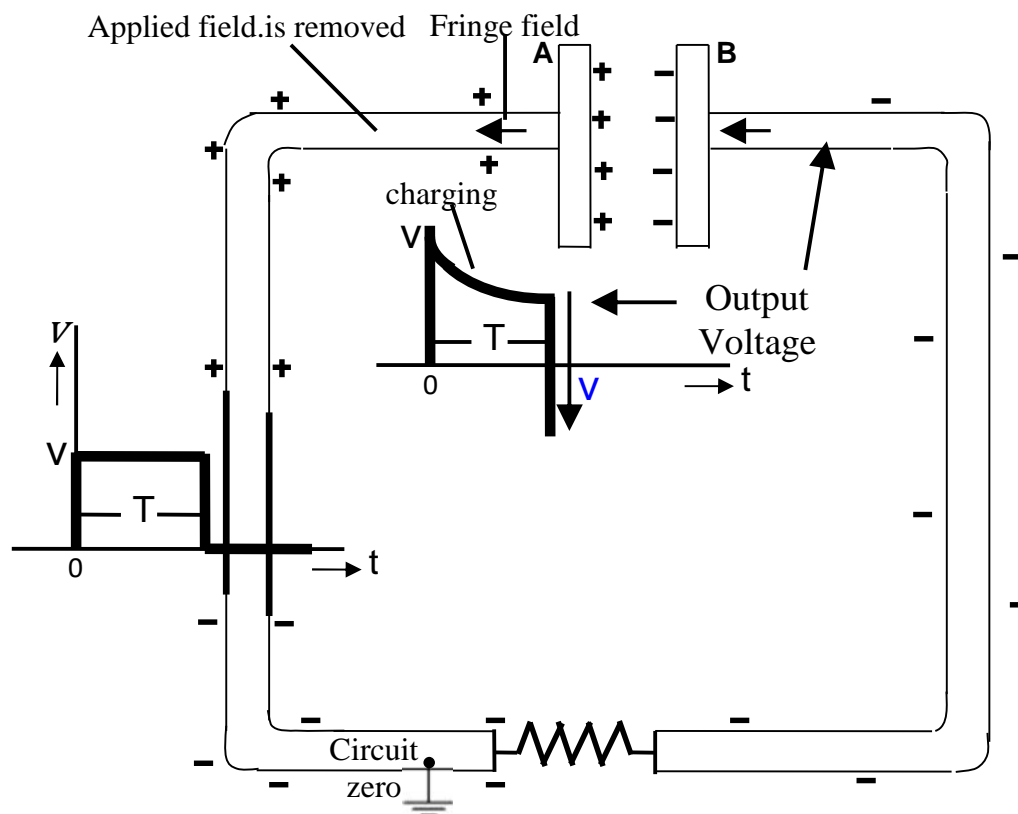 Applied field.is removed
Fringe field
A
B
charging
V
T
0
t
V
Output
Voltage
V
V
T
0
t
Circuit
zero